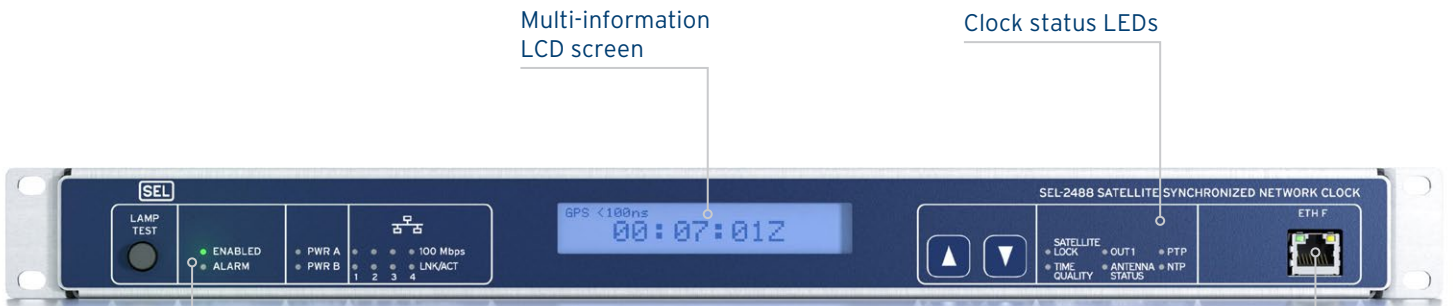 Multi-information
LCD screen
Clock status LEDs
SEL
SEL-2488 SATELLITE SYNCHRONIZED NETWORK CLOCK
LAMP
TEST
ENABLED
ALARM
PWR A
PWR B
100 Mbps
LNK/ACT
1 2 3 4
GPS <100ns
00:07:01Z
SATELLITE
LOCK
OUT1
PTP
TIME
QUALITY
ANTENNA
STATUS
NTP
ETH F